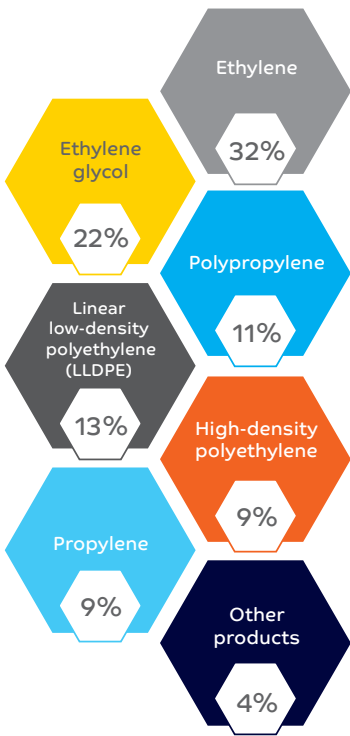 Ethylene
32%
Ethylene
glycol
22%
Polypropylene
11%
Linear
low-density
polyethylene
(LLDPE)
13%
High-density
polyethylene
9%
Propylene
9%
Other
products
4%